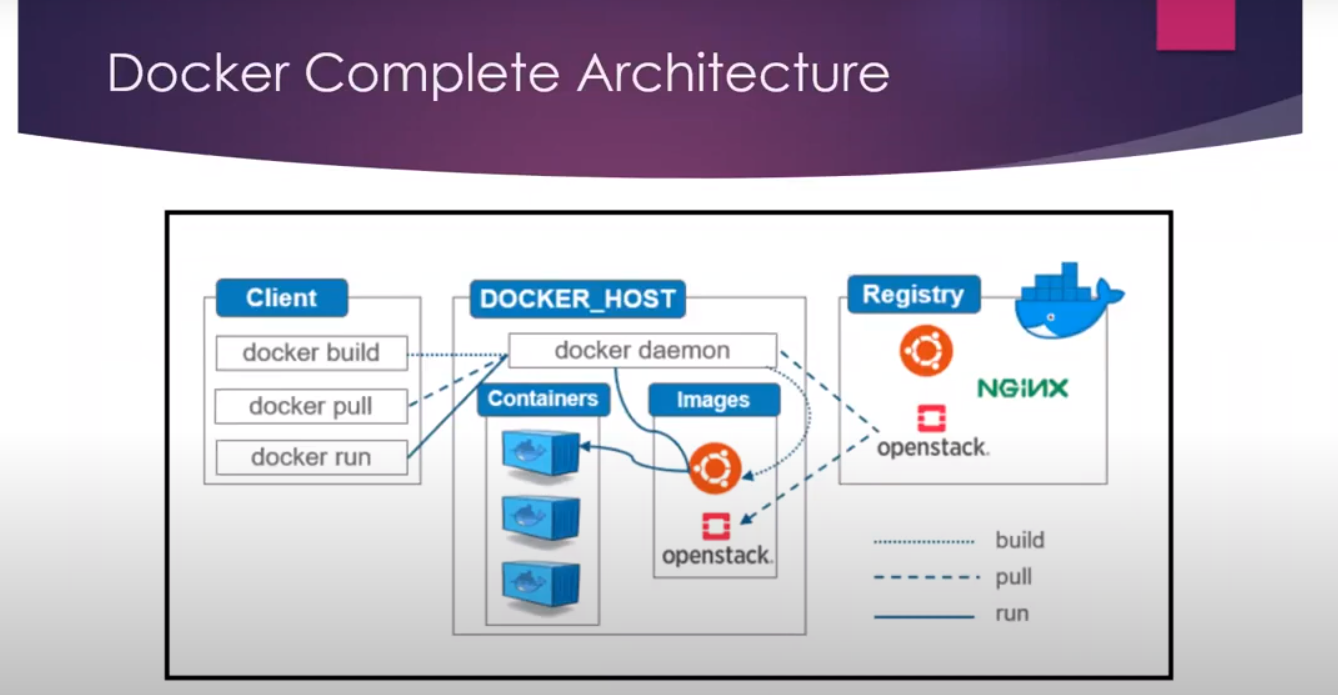 Docker Complete Architecture
Client
docker build
docker pull
docker run
DOCKER_HOST
docker daemon
Containers
Images
openstack.
Registry
NGINX
openstack.
build
pull
run